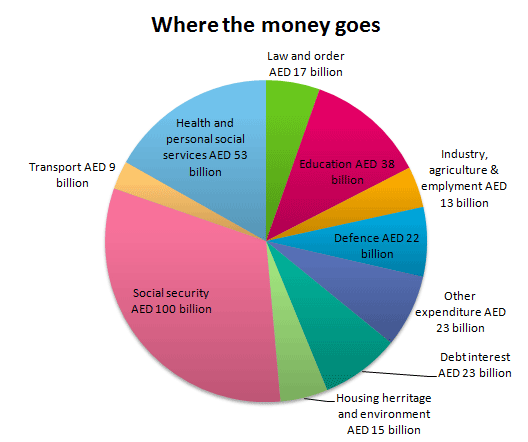 Where the money goes
Law and order
AED 17 billion
Education AED 38
billion
Industry,
agriculture &
emplyment AED
13 billion
Defence AED 22
billion
Other
expenditure AED
23 billion
Debt interest
AED 23 billion
Housing herritage
and environment
AED 15 billion
Social security
AED 100 billion
Transport AED 9
billion
Health and
personal social
services AED 53
billion